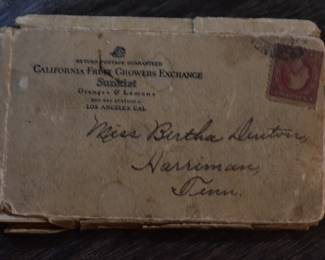 RETURN POSTAGE GUARANTEED
CALIFORNIA FRUIT GROWERS EXCHANGE
Sunkist
Oranges & Lemons
LOS ANGELES, CAL.
Miss Bertha Denton,
Harriman,
Tenn.